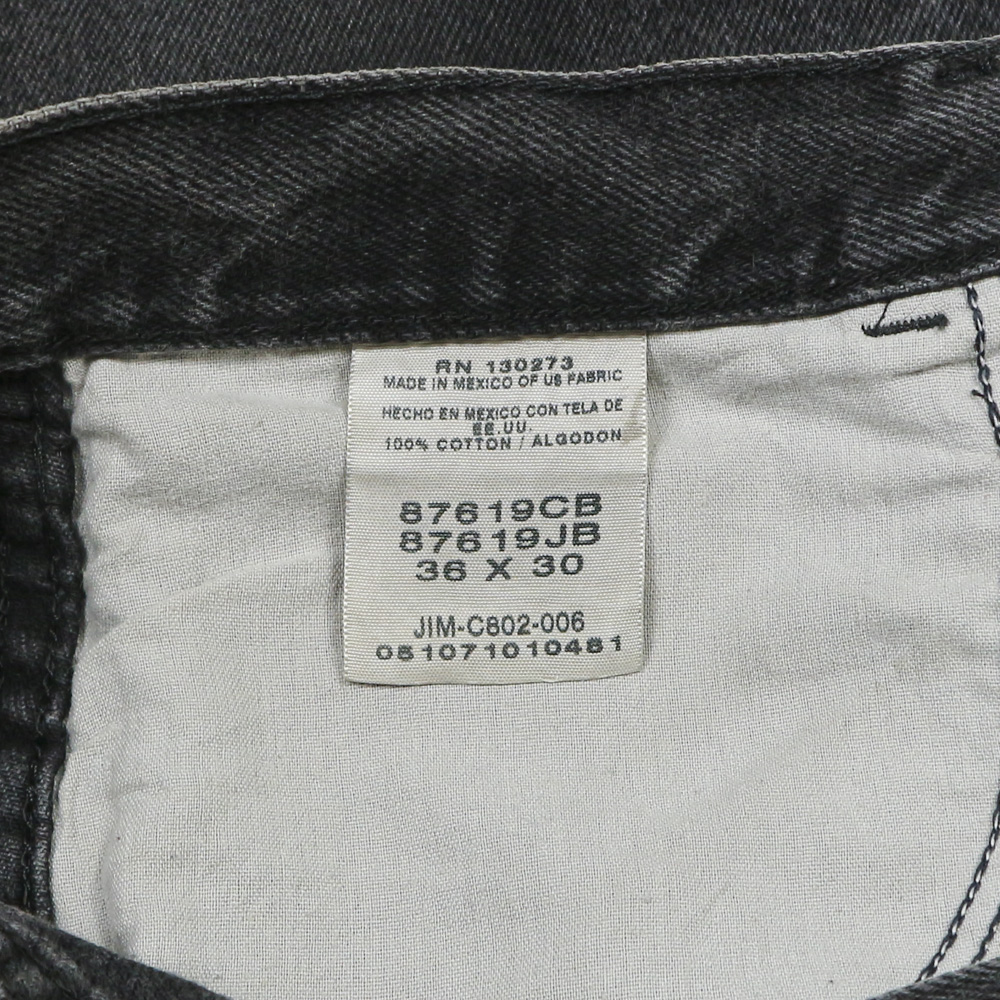 RN 130273
MADE IN MEXICO OF US FABRIC
HECHO EN MEXICO CON TELA DE
EE.UU.
100% COTTON / ALGODON
87619CB
87619JB
36 X 30
JIM-C802-006
081071010481